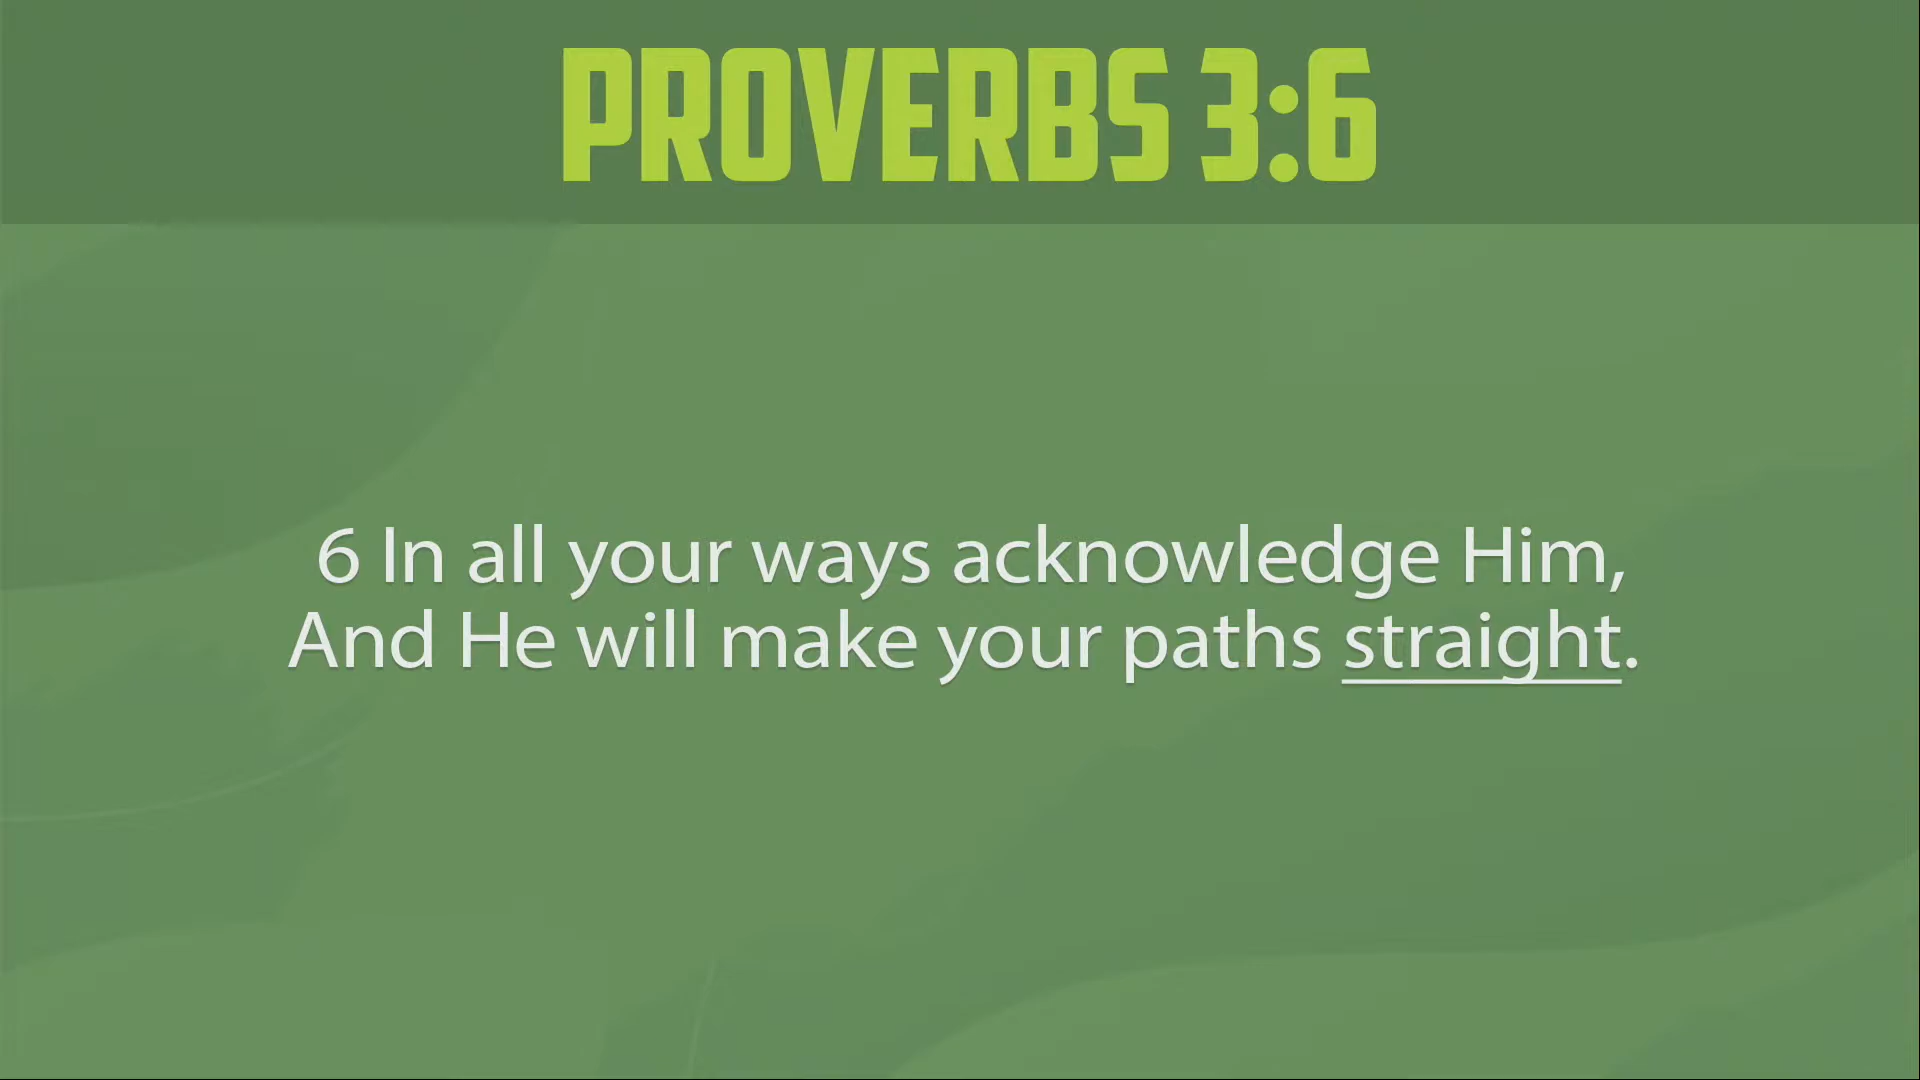 PROVERBS 3:6
6 In all your ways acknowledge Him,
And He will make your paths straight.